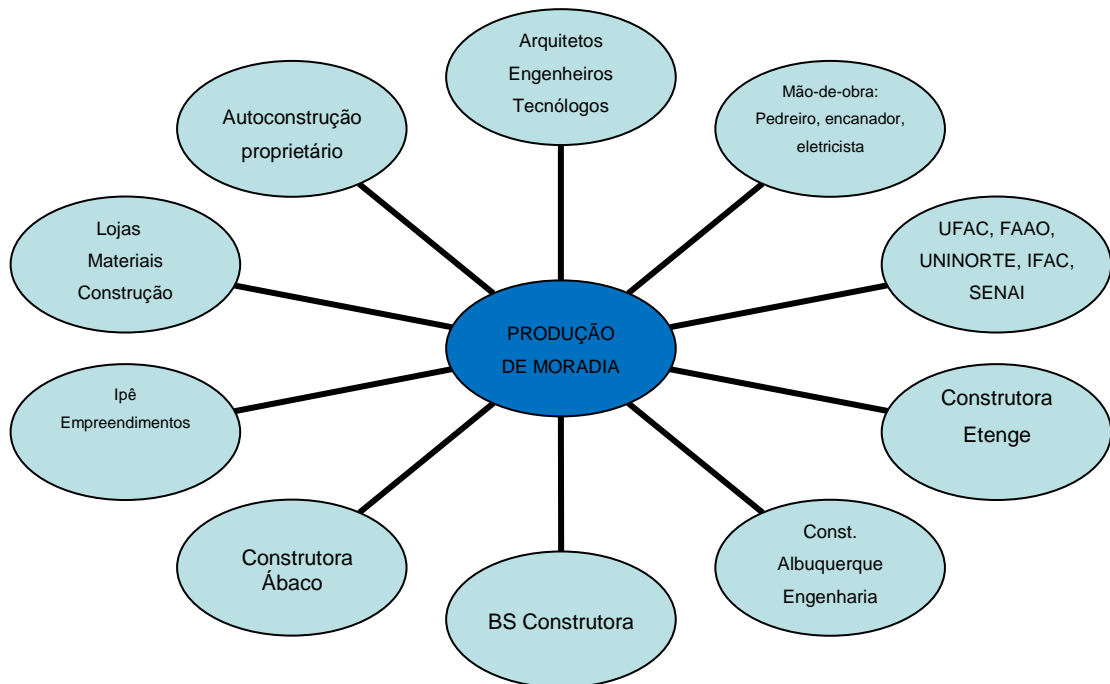 Arquitetos
Engenheiros
Tecnólogos
Mão-de-obra:
Pedreiro, encanador,
eletricista
UFAC, FAAO,
UNINORTE, IFAC,
SENAI
Construtora
Etenge
Const.
Albuquerque
Engenharia
BS Construtora
Construtora
Ábaco
Ipê
Empreendimentos
Lojas
Materiais
Construção
Autoconstrução
proprietário
PRODUÇÃO
DE MORADIA